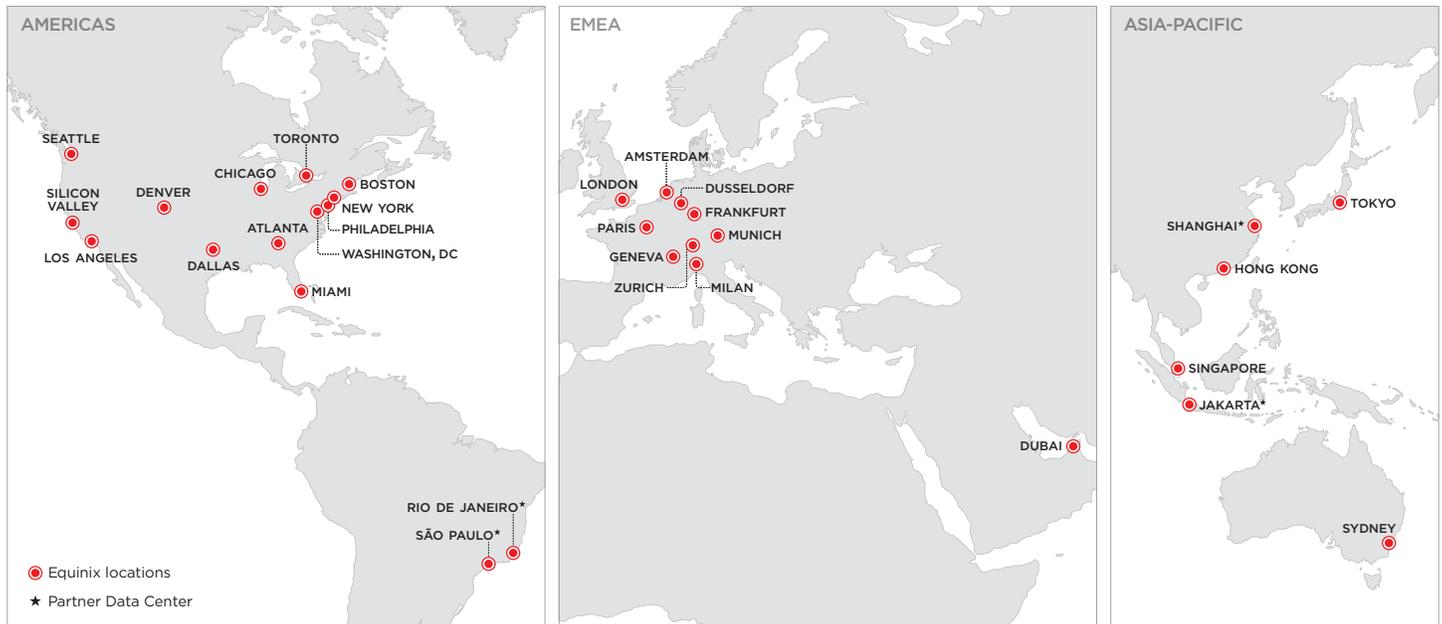 AMERICAS
SEATTLE
TORONTO
CHICAGO
BOSTON
SILICON
VALLEY
DENVER
NEW YORK
ATLANTA
PHILADELPHIA
WASHINGTON, DC
LOS ANGELES
DALLAS
MIAMI
RIO DE JANEIRO★
SÃO PAULO★
Equinix locations
★ Partner Data Center
EMEA
AMSTERDAM
LONDON
DUSSELDORF
FRANKFURT
PARIS
MUNICH
GENEVA
ZURICH
MILAN
DUBAI
ASIA-PACIFIC
TOKYO
SHANGHAI★
HONG KONG
SINGAPORE
JAKARTA★
SYDNEY